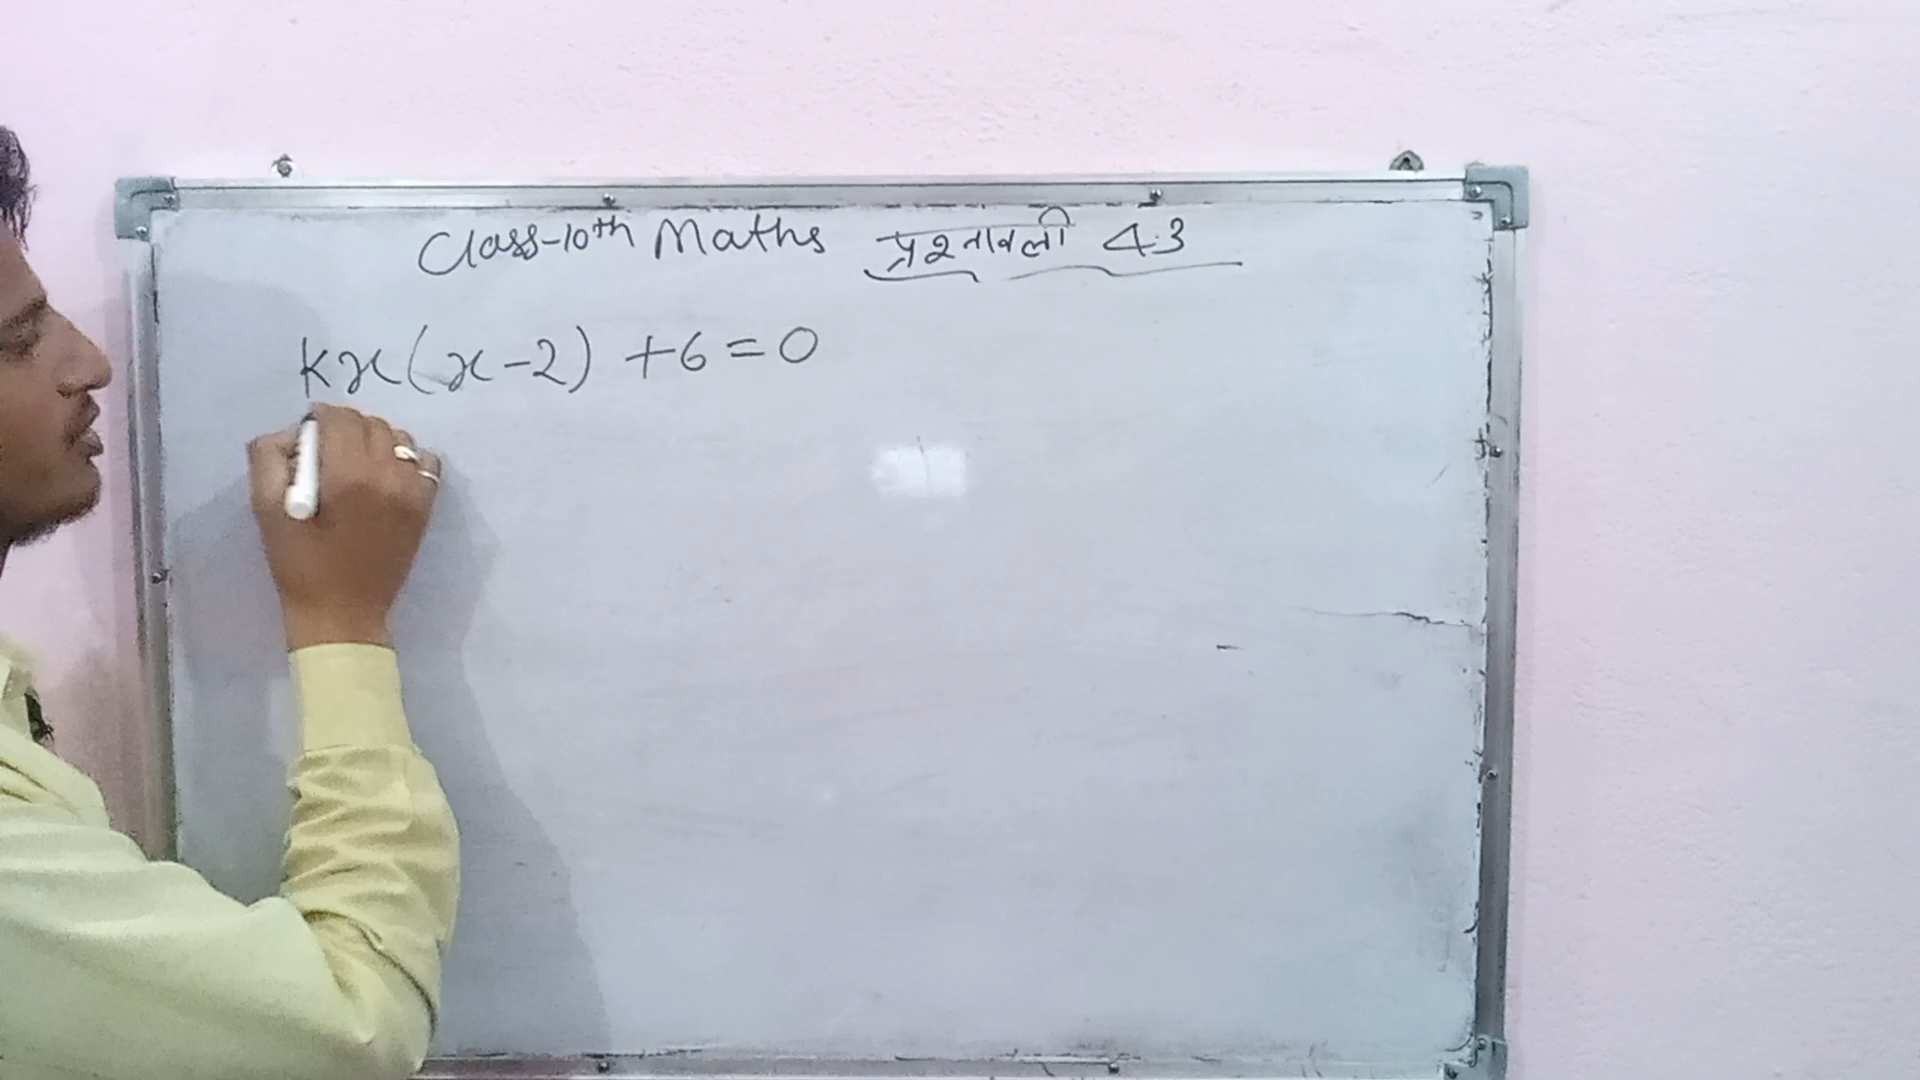 Class-10th Maths प्रश्नावली 4.3
kx(x-2) +6=0